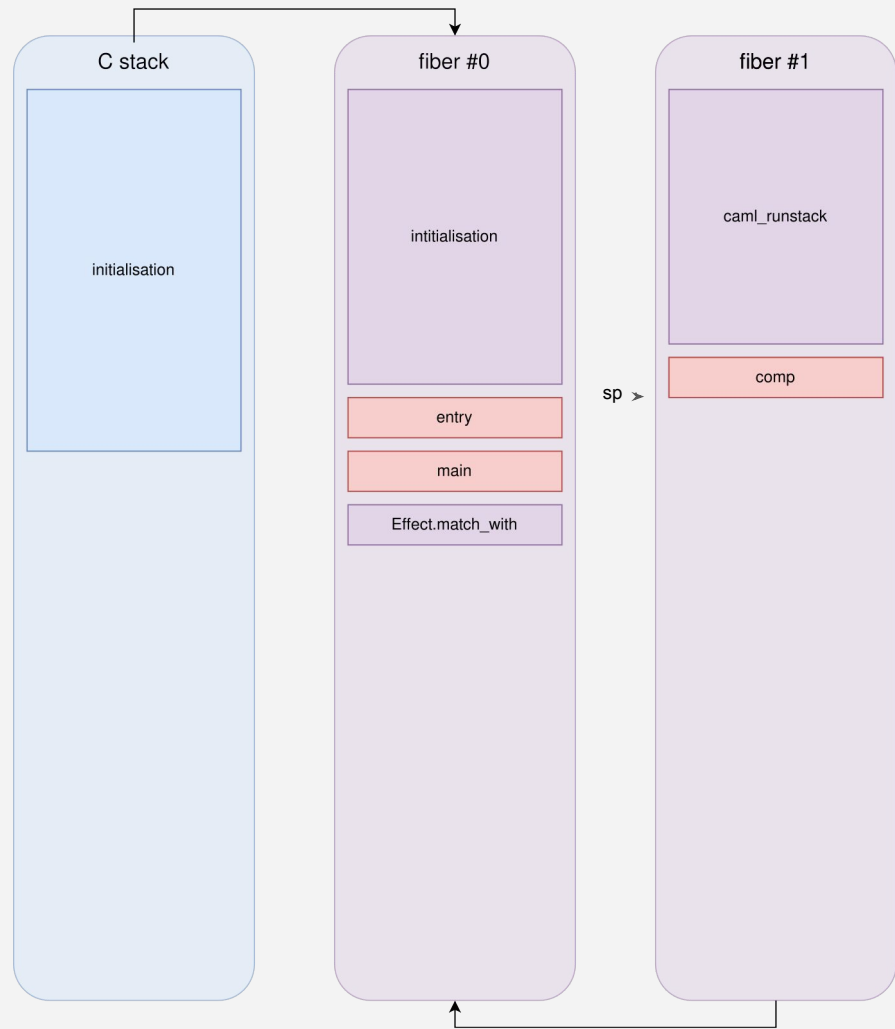 C stack
initialisation
fiber #0
intitialisation
entry
main
Effect.match_with
sp
fiber #1
caml_runstack
comp